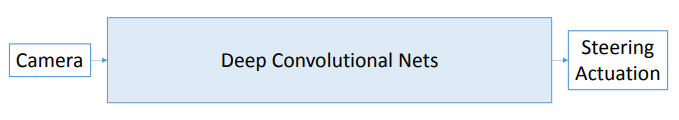 Camera
Deep Convolutional Nets
Steering
Actuation